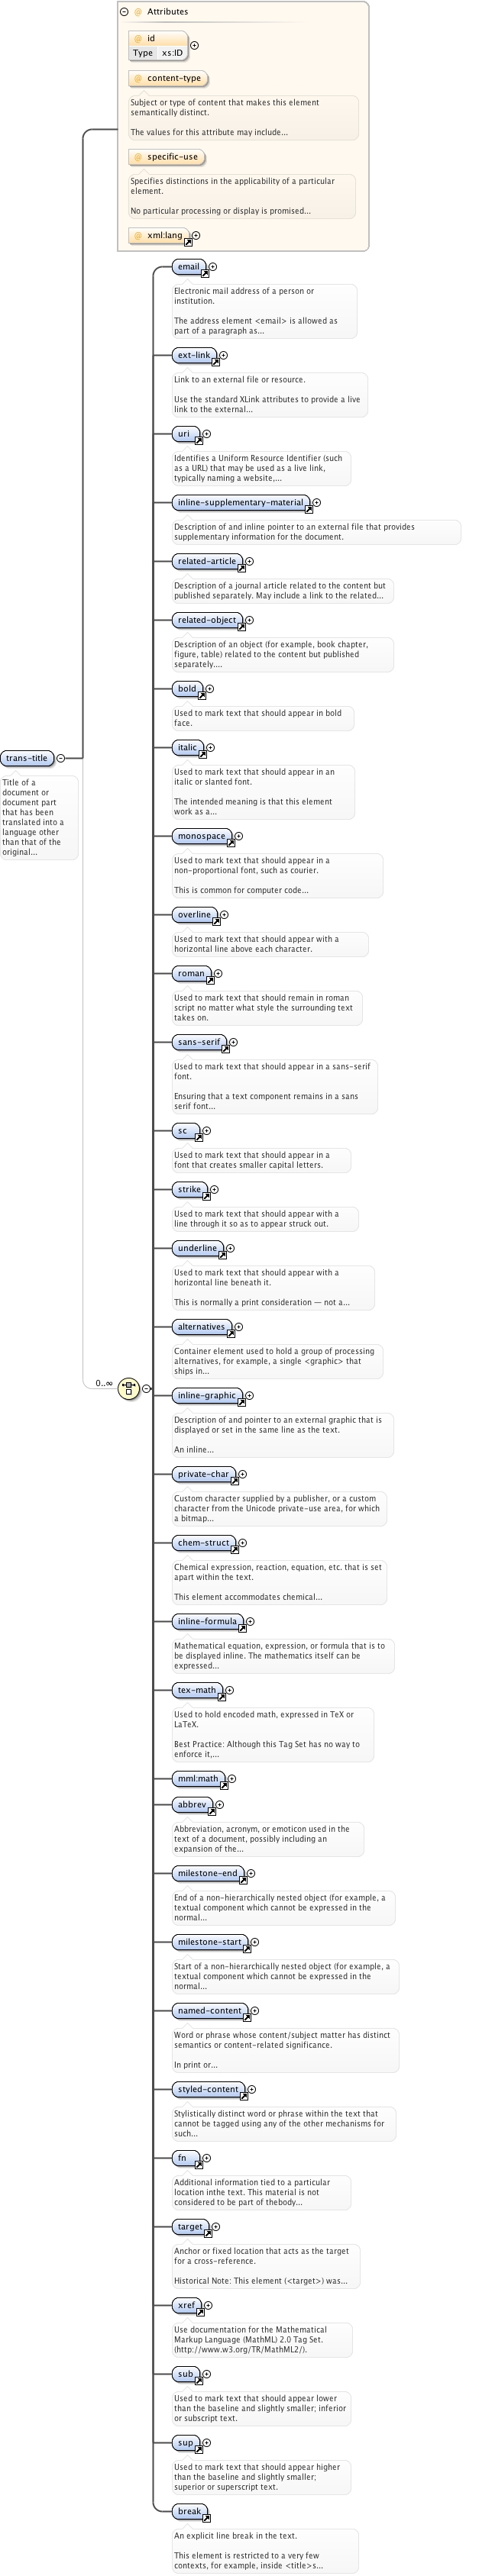 Attributes
id
Type xs:ID
content-type
Subject or type of content that makes this element
semantically distinct.
The values for this attribute may include...
specific-use
Specifies distinctions in the applicability of a particular
element.
No particular processing or display is promised...
xml:lang
email
Electronic mail address of a person or
institution.
The address element <email> is allowed as
part of a paragraph as...
ext-link
Link to an external file or resource.
Use the standard XLink attributes to provide a live
link to the external...
uri
Identifies a Uniform Resource Identifier (such
as a URL) that may be used as a live link,
typically naming a website,...
inline-supplementary-material
Description of and inline pointer to an external file that provides
supplementary information for the document.
related-article
Description of a journal article related to the content but
published separately. May include a link to the related...
related-object
Description of an object (for example, book chapter,
figure, table) related to the content but published
separately....
bold
Used to mark text that should appear in bold
face.
italic
trans-title
Title of a
document or
document part
that has been
translated into a
language other
than that of the
original...
Used to mark text that should appear in an
italic or slanted font.
The intended meaning is that this element
work as a...
monospace
Used to mark text that should appear in a
non-proportional font, such as courier.
This is common for computer code...
overline
Used to mark text that should appear with a
horizontal line above each character.
roman
Used to mark text that should remain in roman
script no matter what style the surrounding text
takes on.
sans-serif
Used to mark text that should appear in a sans-serif
font.
Ensuring that a text component remains in a sans
serif font...
sc
Used to mark text that should appear in a
font that creates smaller capital letters.
strike
Used to mark text that should appear with a
line through it so as to appear struck out.
underline
Used to mark text that should appear with a
horizontal line beneath it.
This is normally a print consideration — not a...
alternatives
Container element used to hold a group of processing
alternatives, for example, a single <graphic> that
ships in...
0..∞
inline-graphic
Description of and pointer to an external graphic that is
displayed or set in the same line as the text.
An inline...
private-char
Custom character supplied by a publisher, or a custom
character from the Unicode private-use area, for which
a bitmap...
chem-struct
Chemical expression, reaction, equation, etc. that is set
apart within the text.
This element accommodates chemical...
inline-formula
Mathematical equation, expression, or formula that is to
be displayed inline. The mathematics itself can be
expressed...
tex-math
Used to hold encoded math, expressed in TeX or
LaTeX.
Best Practice: Although this Tag Set has no way to
enforce it,...
mml:math
abbrev
Abbreviation, acronym, or emoticon used in the
text of a document, possibly including an
expansion of the...
milestone-end
End of a non-hierarchically nested object (for example, a
textual component which cannot be expressed in the
normal...
milestone-start
Start of a non-hierarchically nested object (for example, a
textual component which cannot be expressed in the
normal...
named-content
Word or phrase whose content/subject matter has distinct
semantics or content-related significance.
In print or...
styled-content
Stylistically distinct word or phrase within the text that
cannot be tagged using any of the other mechanisms for
such...
fn
Additional information tied to a particular
location inthe text. This material is not
considered to be part of thebody...
target
Anchor or fixed location that acts as the target
for a cross-reference.
Historical Note: This element (<target>) was...
xref
Use documentation for the Mathematical
Markup Language (MathML) 2.0 Tag Set.
(http://www.w3.org/TR/MathML2/).
sub
Used to mark text that should appear lower
than the baseline and slightly smaller; inferior
or subscript text.
sup
Used to mark text that should appear higher
than the baseline and slightly smaller;
superior or superscript text.
break
An explicit line break in the text.
This element is restricted to a very few
contexts, for example, inside <title>s...